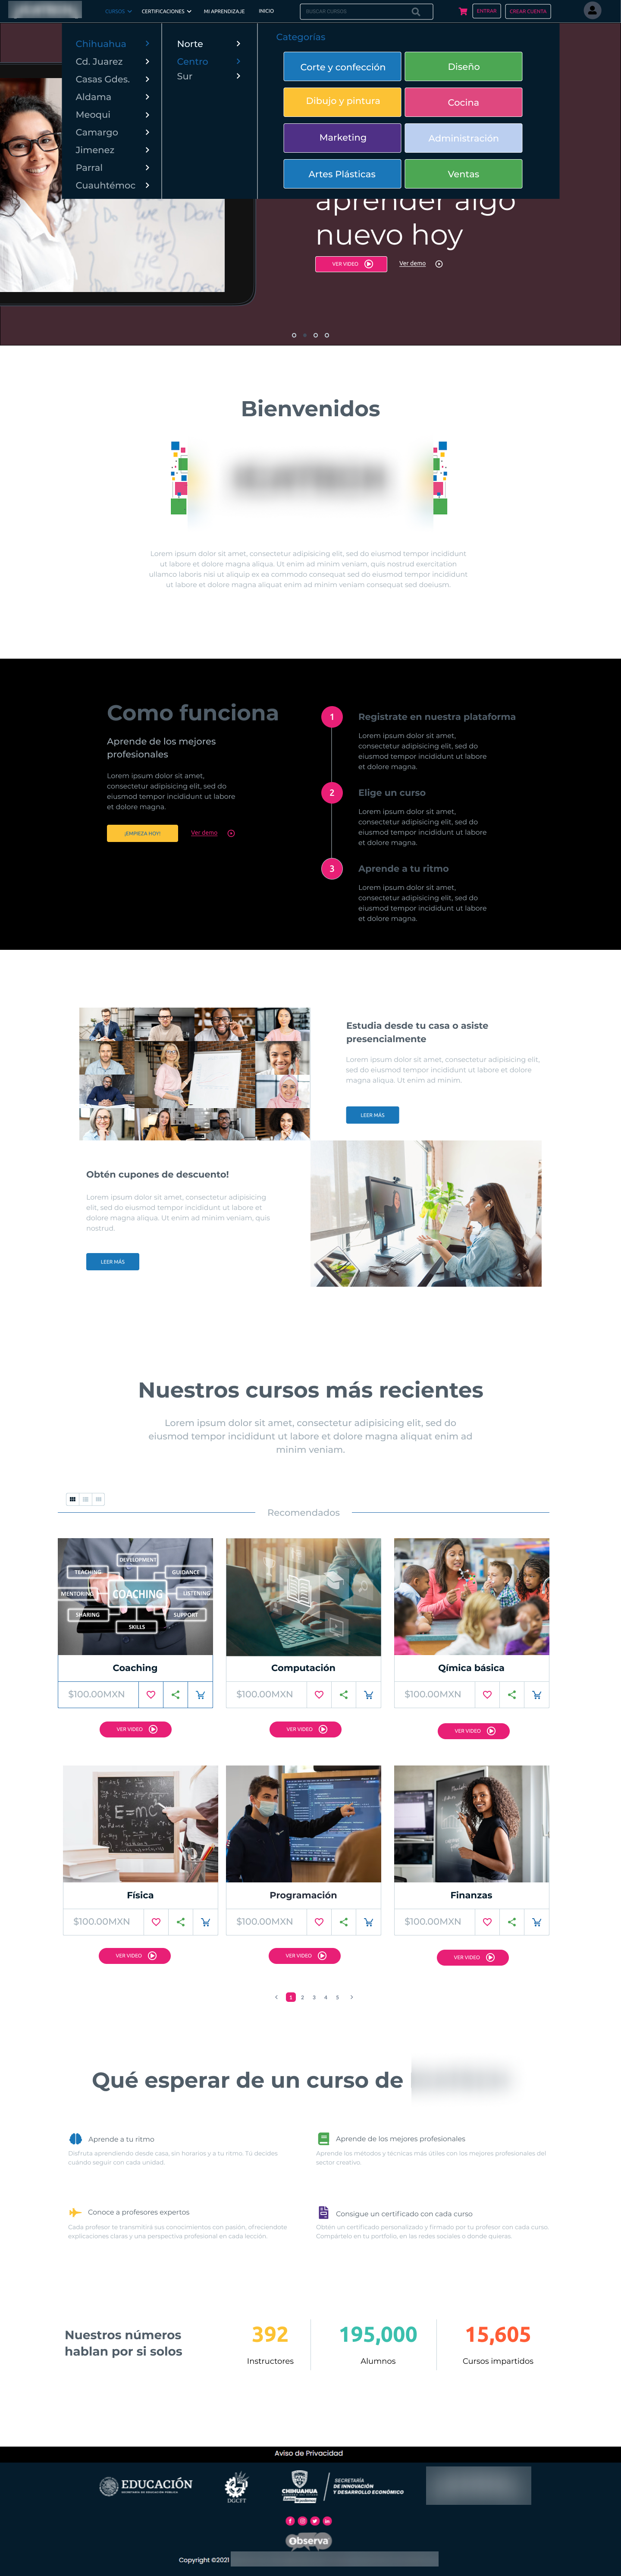 CURSOS
CERTIFICACIONES
MI APRENDIZAJE
INICIO
BUSCAR CURSOS
ENTRAR
CREAR CUENTA
Chihuahua
Cd. Juarez
Casas Gdes.
Aldama
Meoqui
Camargo
Jimenez
Parral
Cuauhtémoc
Norte
Centro
Sur
Categorías
Corte y confección
Diseño
Dibujo y pintura
Cocina
Marketing
Administración
Artes Plásticas
Ventas
aprender algo
nuevo hoy
VER VIDEO
Ver demo
Bienvenidos
Lorem ipsum dolor sit amet, consectetur adipisicing elit, sed do eiusmod tempor incididunt
ut labore et dolore magna aliqua. Ut enim ad minim veniam, quis nostrud exercitation
ullamco laboris nisi ut aliquip ex ea commodo consequat sed do eiusmod tempor incididunt
ut labore et dolore magna aliquat enim ad minim veniam consequat sed doeiusm.
Como funciona
Aprende de los mejores
profesionales
Lorem ipsum dolor sit amet,
consectetur adipisicing elit, sed do
eiusmod tempor incididunt ut labore
et dolore magna.
¡EMPIEZA HOY!
Ver demo
1
Registrate en nuestra plataforma
Lorem ipsum dolor sit amet,
consectetur adipisicing elit, sed do
eiusmod tempor incididunt ut labore
et dolore magna.
2
Elige un curso
Lorem ipsum dolor sit amet,
consectetur adipisicing elit, sed do
eiusmod tempor incididunt ut labore
et dolore magna.
3
Aprende a tu ritmo
Lorem ipsum dolor sit amet,
consectetur adipisicing elit, sed do
eiusmod tempor incididunt ut labore
et dolore magna.
Estudia desde tu casa o asiste
presencialmente
Lorem ipsum dolor sit amet, consectetur adipisicing elit,
sed do eiusmod tempor incididunt ut labore et dolore
magna aliqua. Ut enim ad minim.
LEER MÁS
Obtén cupones de descuento!
Lorem ipsum dolor sit amet, consectetur adipisicing
elit, sed do eiusmod tempor incididunt ut labore et
dolore magna aliqua. Ut enim ad minim veniam, quis
nostrud.
LEER MÁS
Nuestros cursos más recientes
Lorem ipsum dolor sit amet, consectetur adipisicing elit, sed do
eiusmod tempor incididunt ut labore et dolore magna aliquat enim ad
minim veniam.
Recomendados
DEVELOPMENT
TEACHING
GUIDANCE
MENTORING
COACHING
LISTENING
SHARING
SUPPORT
SKILLS
Coaching
$100.00MXN
VER VIDEO
Computación
$100.00MXN
VER VIDEO
Qímica básica
$100.00MXN
VER VIDEO
E=mc²
Física
$100.00MXN
VER VIDEO
Programación
$100.00MXN
VER VIDEO
Finanzas
$100.00MXN
VER VIDEO
1 2 3 4 5
Qué esperar de un curso de
Aprende a tu ritmo
Disfruta aprendiendo desde casa, sin horarios y a tu ritmo. Tú decides
cuándo seguir con cada unidad.
Aprende de los mejores profesionales
Aprende los métodos y técnicas más útiles con los mejores profesionales del
sector creativo.
Conoce a profesores expertos
Cada profesor te transmitirá sus conocimientos con pasión, ofreciendote
explicaciones claras y una perspectiva profesional en cada lección.
Consigue un certificado con cada curso
Obtén un certificado personalizado y firmado por tu profesor con cada curso.
Compártelo en tu portfolio, en las redes sociales o donde quieras.
Nuestros números
hablan por si solos
392
Instructores
195,000
Alumnos
15,605
Cursos impartidos
Aviso de Privacidad
EDUCACIÓN
SECRETARÍA DE EDUCACIÓN PÚBLICA
DGCFT
CHIHUAHUA
SECRETARÍA
DE INNOVACIÓN
Y DESARROLLO ECONÓMICO
Observa
Copyright ©2021